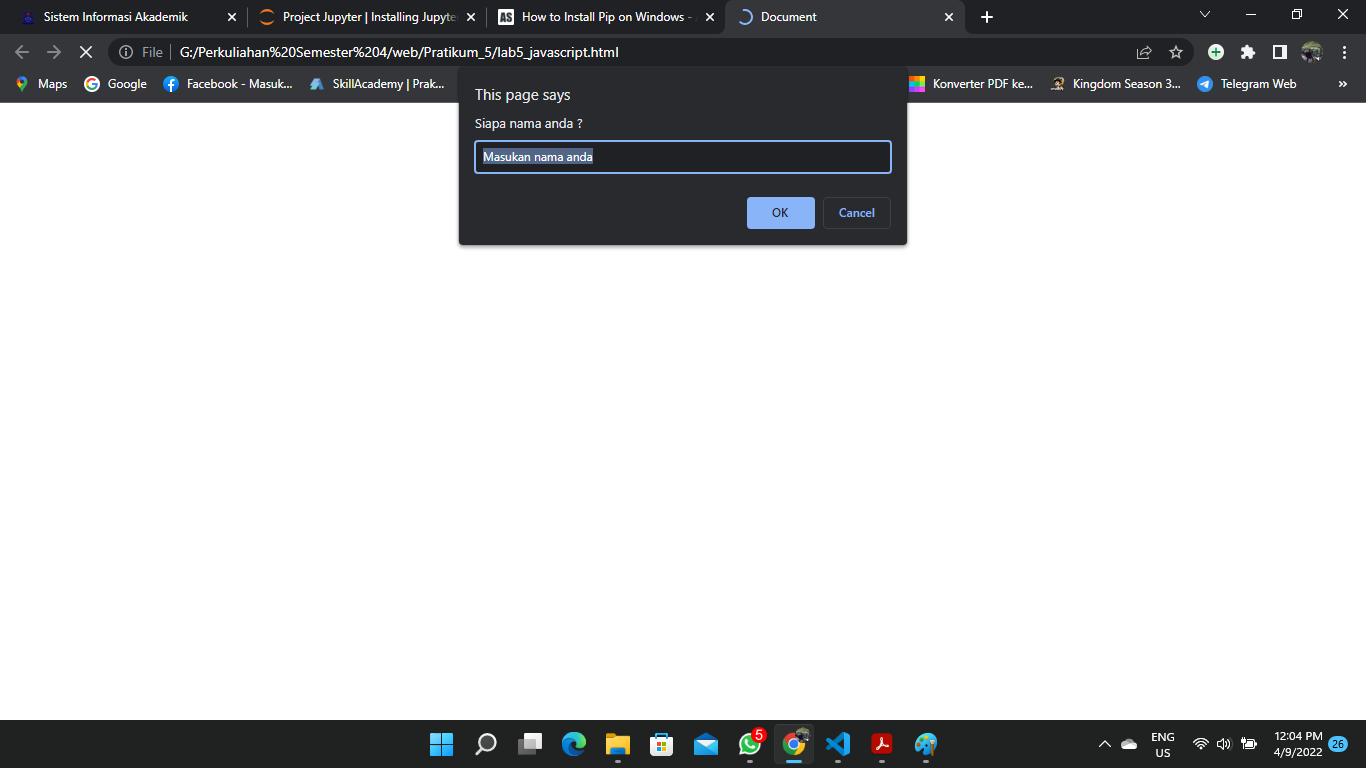 Sistem Informasi Akademik
Project Jupyter | Installing Jupyte
AS
How to Install Pip on Windows -
Document
File
G:/Perkuliahan%20Semester%204/web/Pratikum_5/lab5_javascript.html
Maps
Google
Facebook - Masuk...
SkillAcademy | Prak...
Konverter PDF ke...
Kingdom Season 3...
Telegram Web
»
This page says
Siapa nama anda ?
Masukan nama anda
OK
Cancel
5
ENG
US
12:04 PM
4/9/2022
26